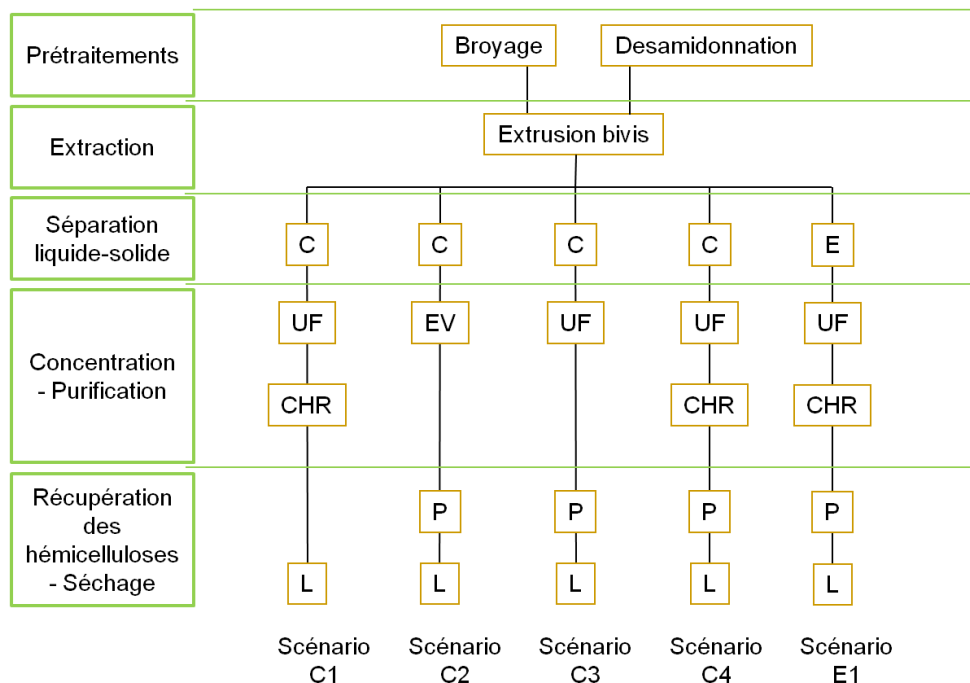 Prétraitements
Broyage
Desamidonnation
Extraction
Extrusion bivis
Séparation
liquide-solide
C
C
C
C
E
Concentration
- Purification
UF
EV
UF
UF
UF
CHR
CHR
CHR
Récupération
des
hémicelluloses
- Séchage
P
P
P
P
L
L
L
L
L
Scénario
C1
Scénario
C2
Scénario
C3
Scénario
C4
Scénario
E1